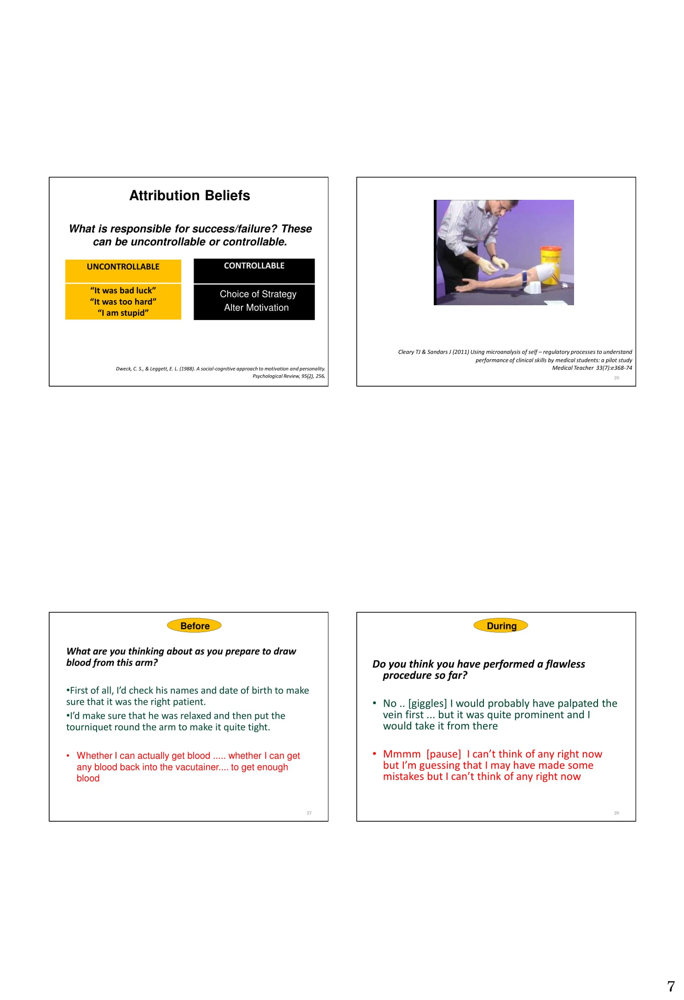 Attribution Beliefs
What is responsible for success/failure? These
can be uncontrollable or controllable.
UNCONTROLLABLE
“It was bad luck”
“It was too hard”
“I am stupid”
CONTROLLABLE
Choice of Strategy
Alter Motivation
Dweck, C. S., & Leggett, E. L. (1988). A social-cognitive approach to motivation and personality.
Psychological Review, 95(2), 256.
Cleary TJ & Sandars J (2011) Using microanalysis of self – regulatory processes to understand
performance of clinical skills by medical students: a pilot study
Medical Teacher 33(7):e368-74
26
Before
What are you thinking about as you prepare to draw
blood from this arm?
•First of all, I’d check his names and date of birth to make
sure that it was the right patient.
•I’d make sure that he was relaxed and then put the
tourniquet round the arm to make it quite tight.
• Whether I can actually get blood ..... whether I can get
any blood back into the vacutainer.... to get enough
blood
27
During
Do you think you have performed a flawless
procedure so far?
• No .. [giggles] I would probably have palpated the
vein first ... but it was quite prominent and I
would take it from there
• Mmmm [pause] I can’t think of any right now
but I’m guessing that I may have made some
mistakes but I can’t think of any right now
28
7